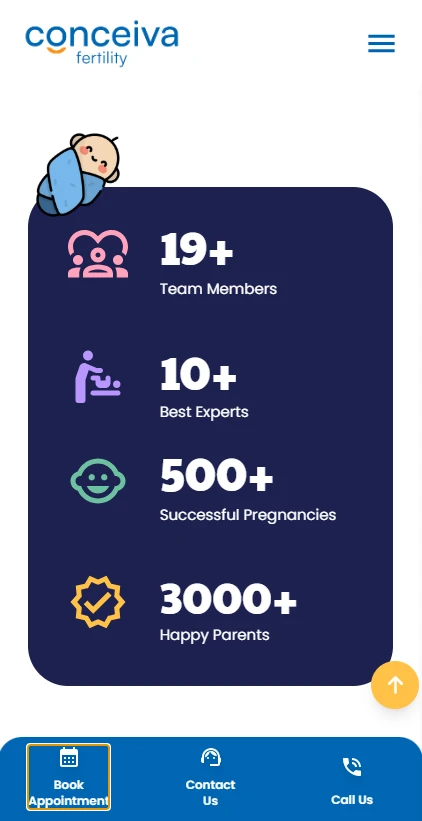 conceiva
fertility
19+
Team Members
10+
Best Experts
500+
Successful Pregnancies
3000+
Happy Parents
Book
Appointment
Contact
Us
Call Us